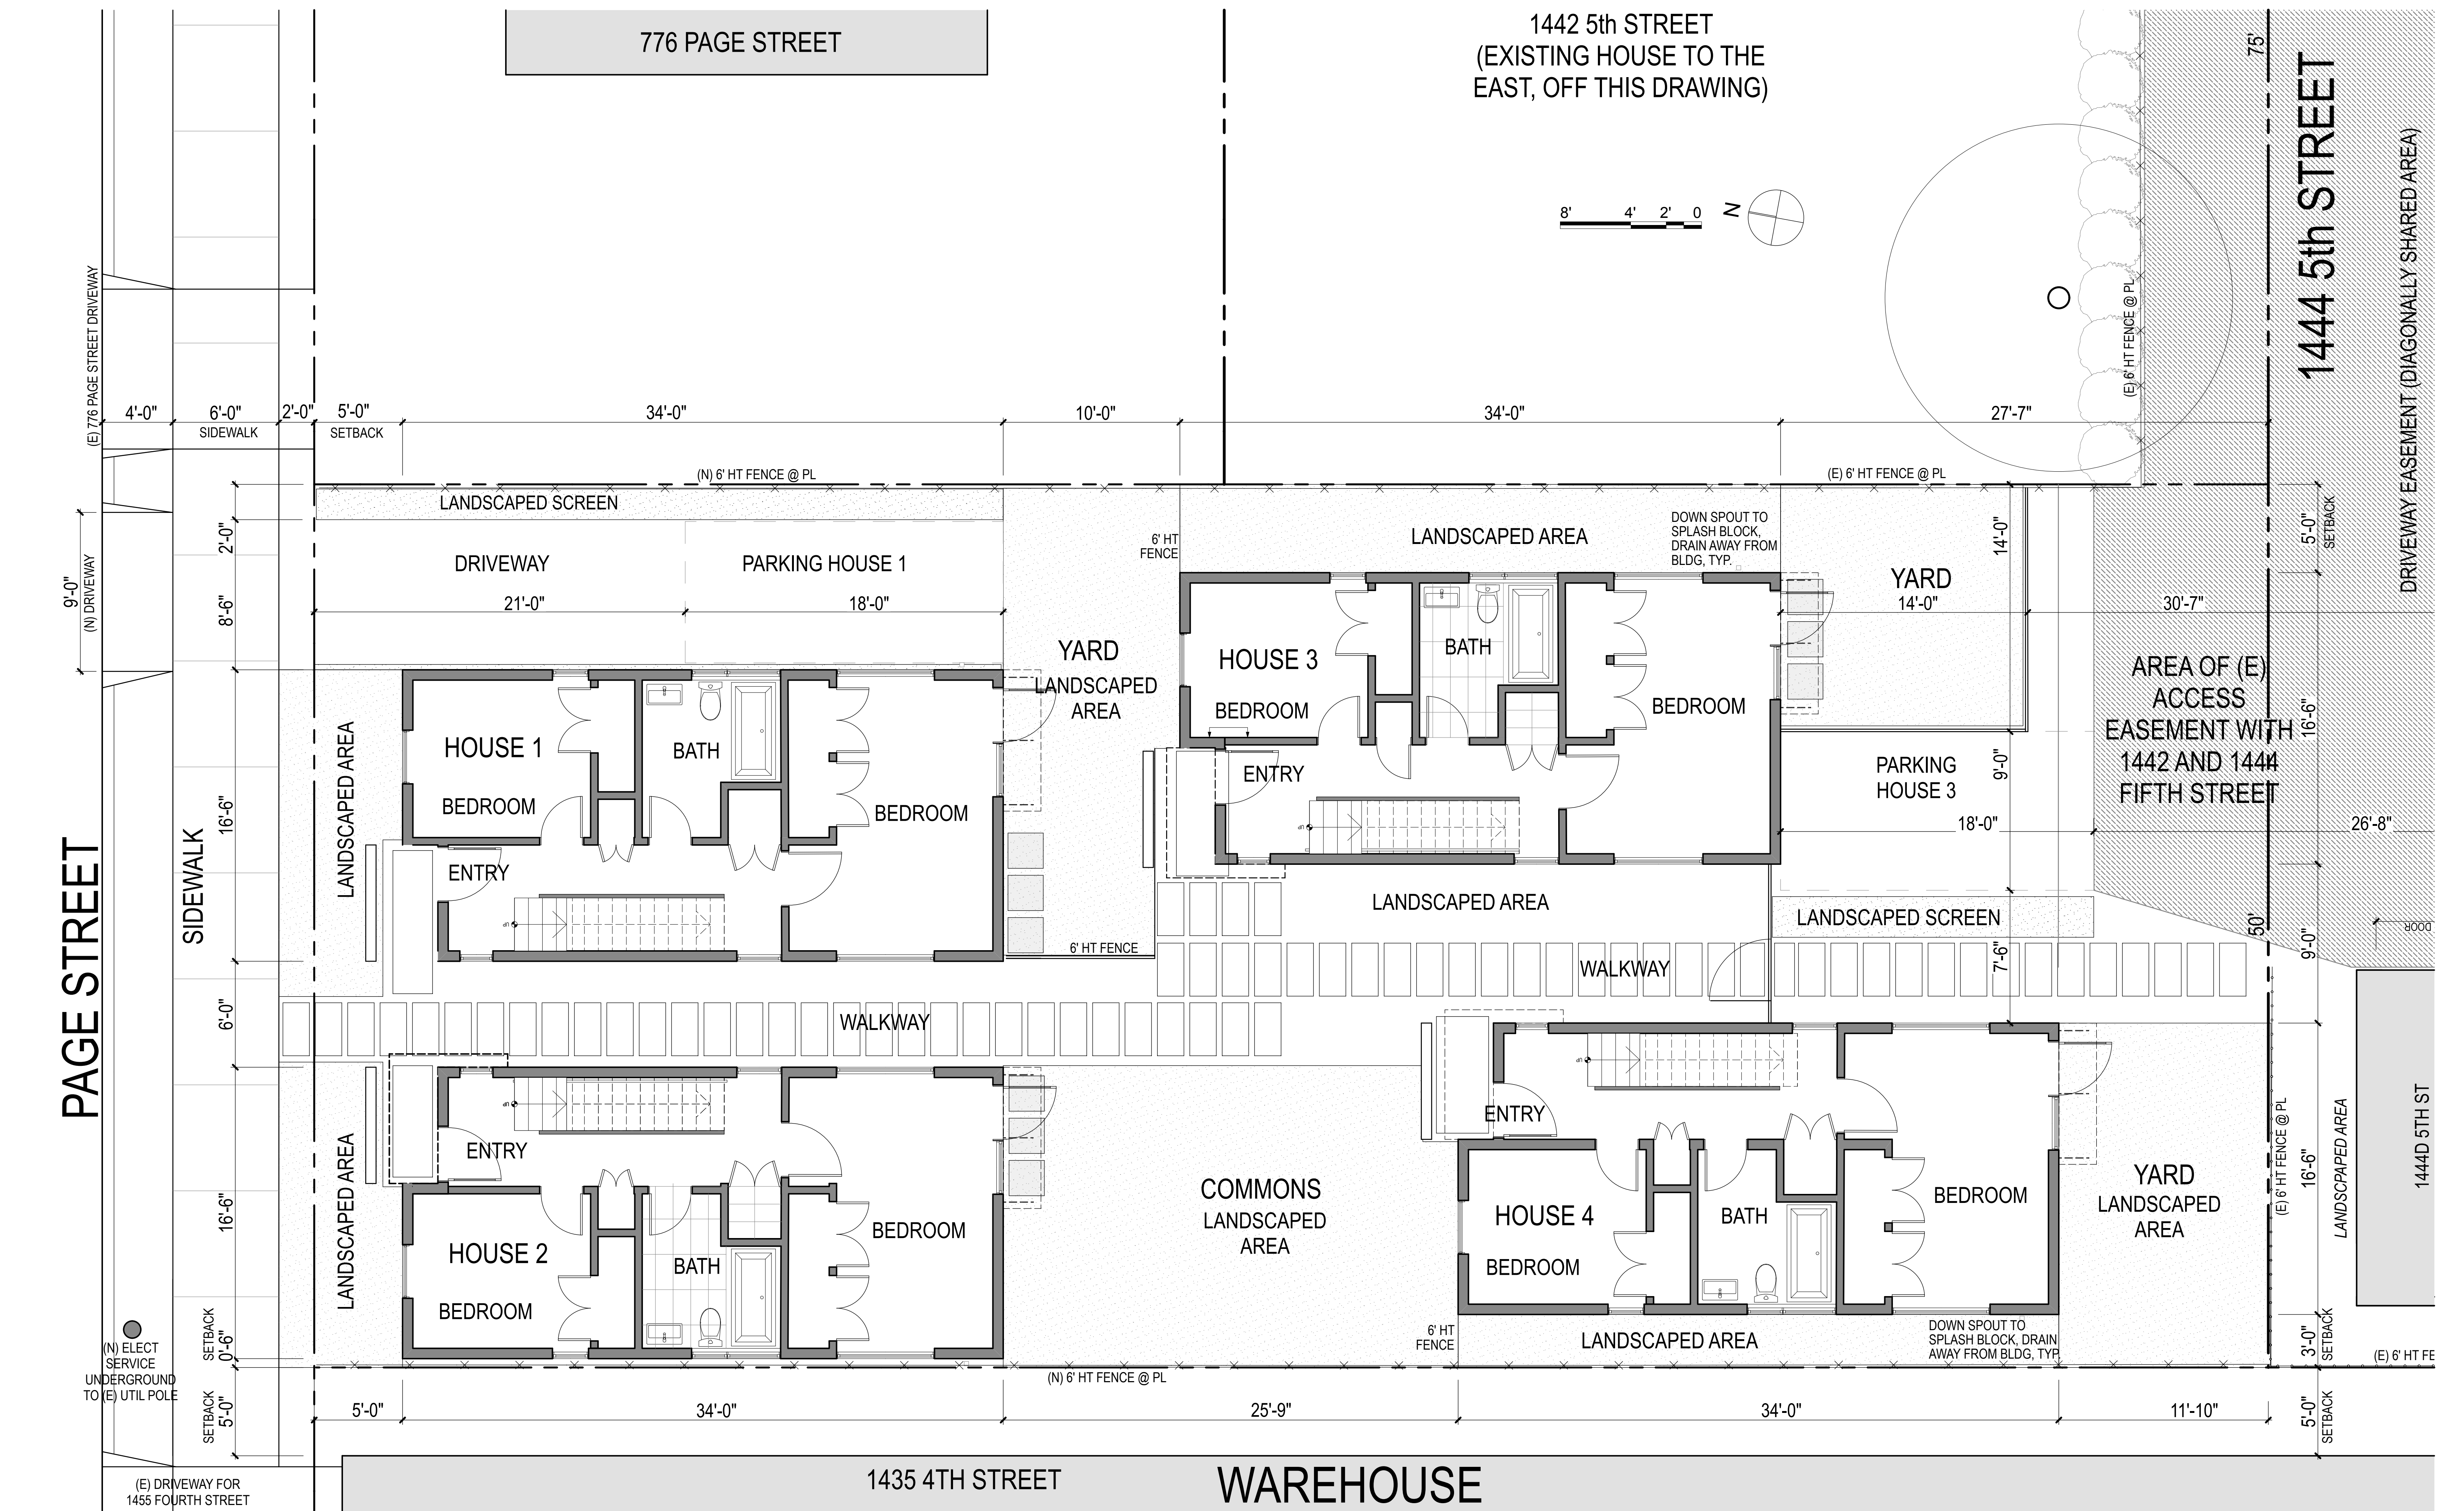 776 PAGE STREET
1442 5th STREET
(EXISTING HOUSE TO THE
EAST, OFF THIS DRAWING)
75'
1444 5th STREET
DRIVEWAY EASEMENT (DIAGONALLY SHARED AREA)
8' 4' 2' 0
N
(E) 6' HT FENCE @ PL
(E) 776 PAGE STREET DRIVEWAY
4'-0" 6'-0" 2'-0" 5'-0" 34'-0" 10'-0" 34'-0" 27'-7"
SIDEWALK
SETBACK
(N) 6' HT FENCE @ PL
(E) 6' HT FENCE @ PL
LANDSCAPED SCREEN
2'-0"
DRIVEWAY
PARKING HOUSE 1
21'-0" 18'-0"
8'-6"
9'-0"
(N) DRIVEWAY
6' HT
FENCE
LANDSCAPED AREA
DOWN SPOUT TO
SPLASH BLOCK,
DRAIN AWAY FROM
BLDG, TYP.
14'-0"
5'-0"
SETBACK
YARD
14'-0"
30'-7"
YARD
LANDSCAPED
AREA
HOUSE 3
BEDROOM
BATH
BEDROOM
ENTRY
UP
AREA OF (E)
ACCESS
EASEMENT WITH
1442 AND 1444
FIFTH STREET
16'-6"
PARKING
HOUSE 3
9'-0"
18'-0"
26'-8"
HOUSE 1
BEDROOM
BATH
BEDROOM
ENTRY
UP
LANDSCAPED AREA
16'-6"
SIDEWALK
PAGE STREET
LANDSCAPED AREA
LANDSCAPED SCREEN
50'
DOOR
9'-0"
6' HT FENCE
WALKWAY
7'-6"
6'-0"
WALKWAY
LANDSCAPED AREA
16'-6"
ENTRY
UP
HOUSE 2
BEDROOM
BATH
BEDROOM
COMMONS
LANDSCAPED
AREA
ENTRY
UP
HOUSE 4
BEDROOM
BATH
BEDROOM
YARD
LANDSCAPED
AREA
(E) 6' HT FENCE @ PL
16'-6"
LANDSCPAPED AREA
1444D 5TH ST
SETBACK
0'-6"
(N) ELECT
SERVICE
UNDERGROUND
TO (E) UTIL POLE
6' HT
FENCE
LANDSCAPED AREA
DOWN SPOUT TO
SPLASH BLOCK, DRAIN
AWAY FROM BLDG, TYP.
3'-0"
SETBACK
(E) 6' HT FE
(N) 6' HT FENCE @ PL
SETBACK
5'-0"
5'-0" 34'-0" 25'-9" 34'-0" 11'-10"
5'-0"
SETBACK
(E) DRIVEWAY FOR
1455 FOURTH STREET
1435 4TH STREET
WAREHOUSE